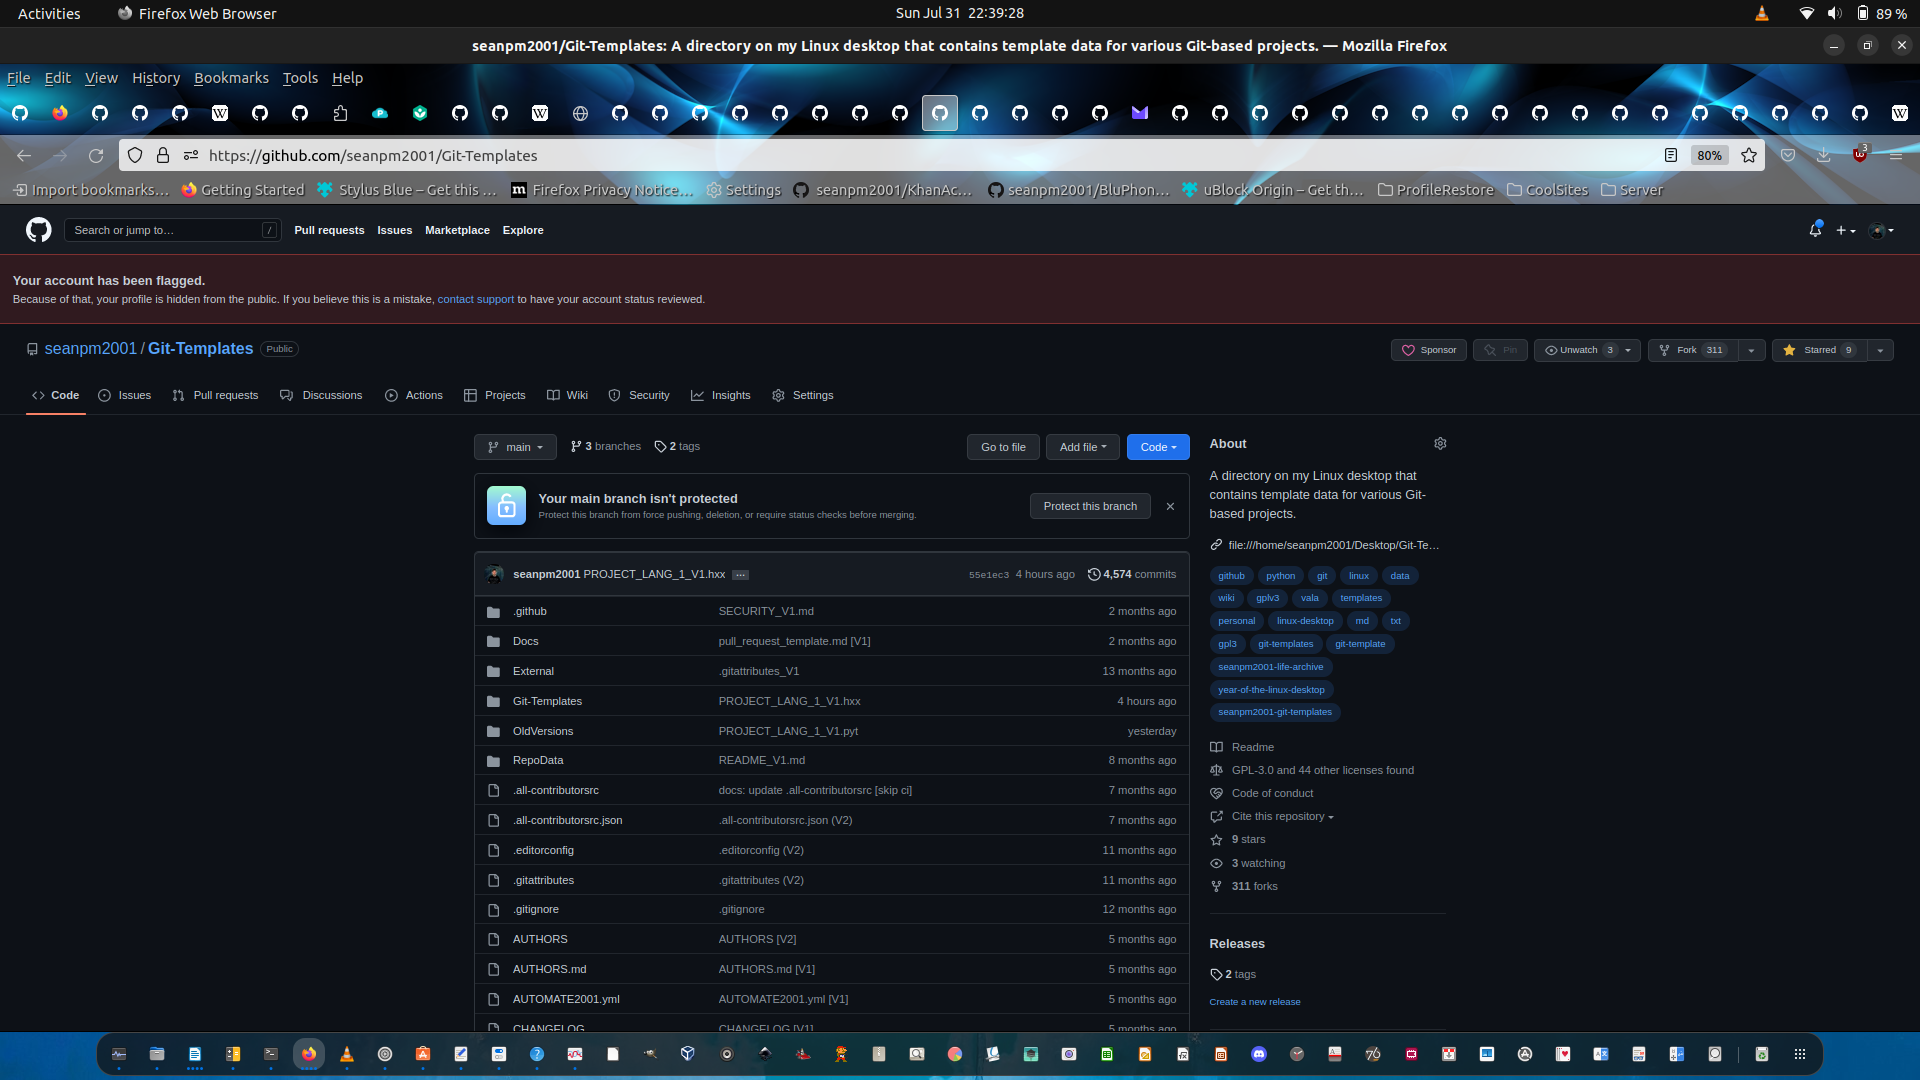 Activities
Firefox Web Browser
Sun Jul 31 22:39:28
89 %
seanpm2001/Git-Templates: A directory on my Linux desktop that contains template data for various Git-based projects. — Mozilla Firefox
File Edit View History Bookmarks Tools Help
https://github.com/seanpm2001/Git-Templates
80%
3
Import bookmarks… Getting Started Stylus Blue – Get this … Firefox Privacy Notice… Settings seanpm2001/KhanAc… seanpm2001/BluPhon… uBlock Origin – Get th… ProfileRestore CoolSites Server
Search or jump to… /
Pull requests Issues Marketplace Explore
Your account has been flagged.
Because of that, your profile is hidden from the public. If you believe this is a mistake, contact support to have your account status reviewed.
seanpm2001 / Git-Templates Public
Sponsor Pin Unwatch 3 Fork 311 Starred 9
Code Issues Pull requests Discussions Actions Projects Wiki Security Insights Settings
main 3 branches 2 tags Go to file Add file Code
Your main branch isn't protected
Protect this branch from force pushing, deletion, or require status checks before merging.
Protect this branch
seanpm2001 PROJECT_LANG_1_V1.hxx … 55e1ec3 4 hours ago 4,574 commits
.github SECURITY_V1.md 2 months ago
Docs pull_request_template.md [V1] 2 months ago
External .gitattributes_V1 13 months ago
Git-Templates PROJECT_LANG_1_V1.hxx 4 hours ago
OldVersions PROJECT_LANG_1_V1.pyt yesterday
RepoData README_V1.md 8 months ago
.all-contributorsrc docs: update .all-contributorsrc [skip ci] 7 months ago
.all-contributorsrc.json .all-contributorsrc.json (V2) 7 months ago
.editorconfig .editorconfig (V2) 11 months ago
.gitattributes .gitattributes (V2) 11 months ago
.gitignore .gitignore 12 months ago
AUTHORS AUTHORS [V2] 5 months ago
AUTHORS.md AUTHORS.md [V1] 5 months ago
AUTOMATE2001.yml AUTOMATE2001.yml [V1] 5 months ago
CHANGELOG CHANGELOG [V1] 5 months ago
About
A directory on my Linux desktop that
contains template data for various Git-
based projects.
file:///home/seanpm2001/Desktop/Git-Te…
github python git linux data
wiki gplv3 vala templates
personal linux-desktop md txt
gpl3 git-templates git-template
seanpm2001-life-archive
year-of-the-linux-desktop
seanpm2001-git-templates
Readme
GPL-3.0 and 44 other licenses found
Code of conduct
Cite this repository
9 stars
3 watching
311 forks
Releases
2 tags
Create a new release